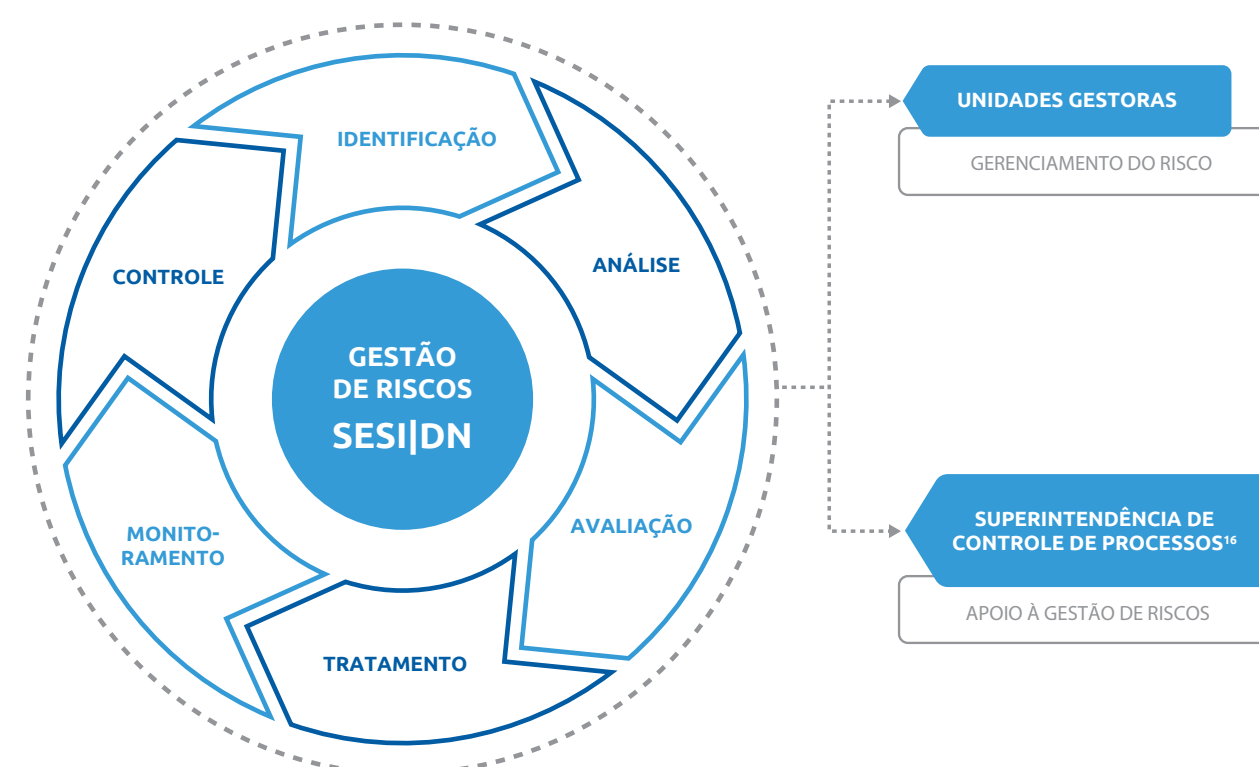 IDENTIFICAÇÃO
ANÁLISE
AVALIAÇÃO
TRATAMENTO
MONITO-
RAMENTO
CONTROLE
GESTÃO
DE RISCOS
SESI|DN
UNIDADES GESTORAS
GERENCIAMENTO DO RISCO
SUPERINTENDÊNCIA DE
CONTROLE DE PROCESSOS¹⁶
APOIO À GESTÃO DE RISCOS